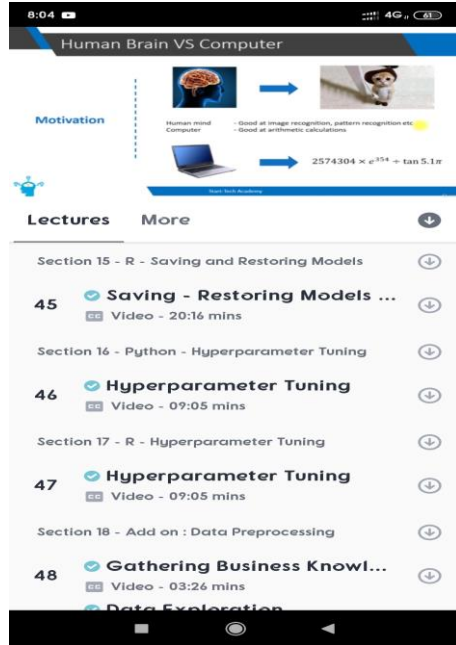 8:04
4G 61
Human Brain VS Computer
Motivation
Human mind - Good at image recognition, pattern recognition etc
Computer - Good at arithmetic calculations
2574304 × e^354 ÷ tan 5.1π
Start-Tech Academy
Lectures More
Section 15 - R - Saving and Restoring Models
45 Saving - Restoring Models ...
CC Video - 20:16 mins
Section 16 - Python - Hyperparameter Tuning
46 Hyperparameter Tuning
CC Video - 09:05 mins
Section 17 - R - Hyperparameter Tuning
47 Hyperparameter Tuning
CC Video - 09:05 mins
Section 18 - Add on : Data Preprocessing
48 Gathering Business Knowl...
CC Video - 03:26 mins
Data Exploration